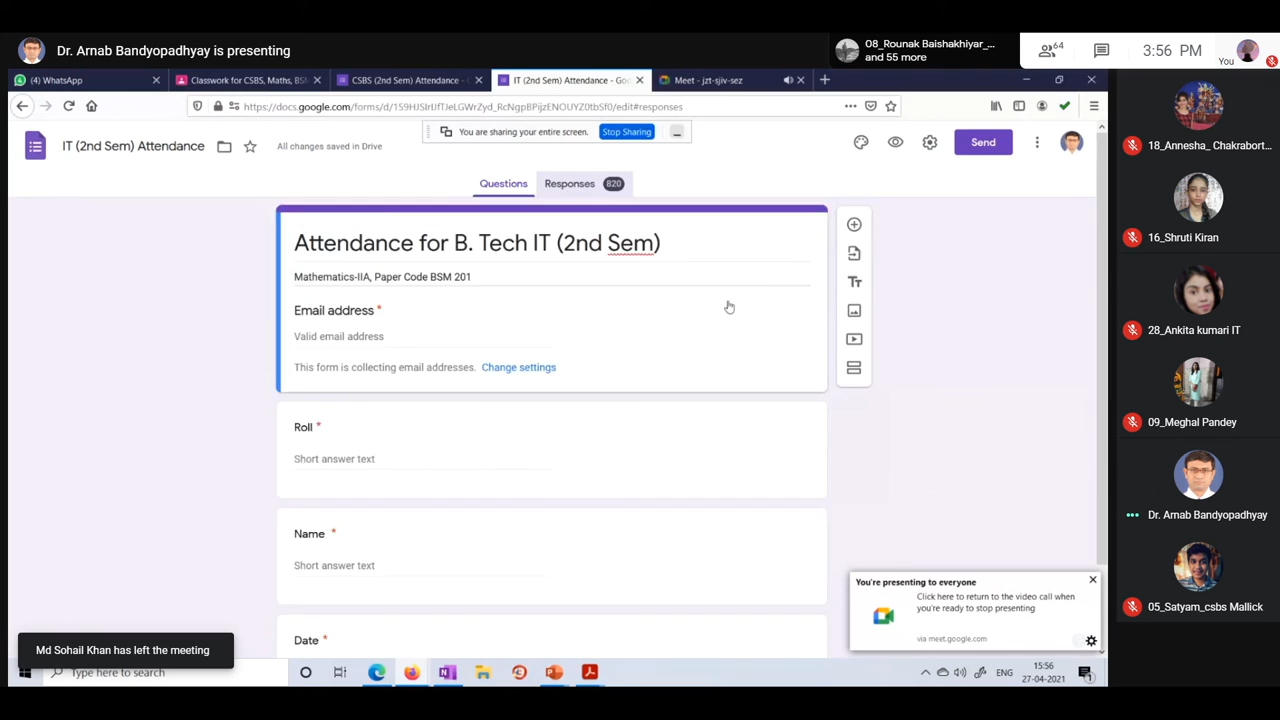 Dr. Arnab Bandyopadhyay is presenting
08_Rounak Baishakhiyar_...
and 55 more
64
3:56 PM
You
(4) WhatsApp
Classwork for CSBS, Maths, BS
CSBS (2nd Sem) Attendance -
IT (2nd Sem) Attendance - Goo
Meet - jzt-sjiv-sez
IT (2nd Sem) Attendance
All changes saved in Drive
You are sharing your entire screen.
Stop Sharing
Send
Questions
Responses
820
Attendance for B. Tech IT (2nd Sem)
Mathematics-IIA, Paper Code BSM 201
Email address *
Valid email address
This form is collecting email addresses. Change settings
Roll *
Short answer text
Name *
Short answer text
Date *
18_Annesha_ Chakrabort...
16_Shruti Kiran
28_Ankita kumari IT
09_Meghal Pandey
Dr. Arnab Bandyopadhyay
05_Satyam_csbs Mallick
You're presenting to everyone
Click here to return to the video call when
you're ready to stop presenting
via meet.google.com
Md Sohail Khan has left the meeting
Type here to search
ENG
15:56
27-04-2021